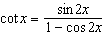 cot x = sin 2x / 1 − cos 2x